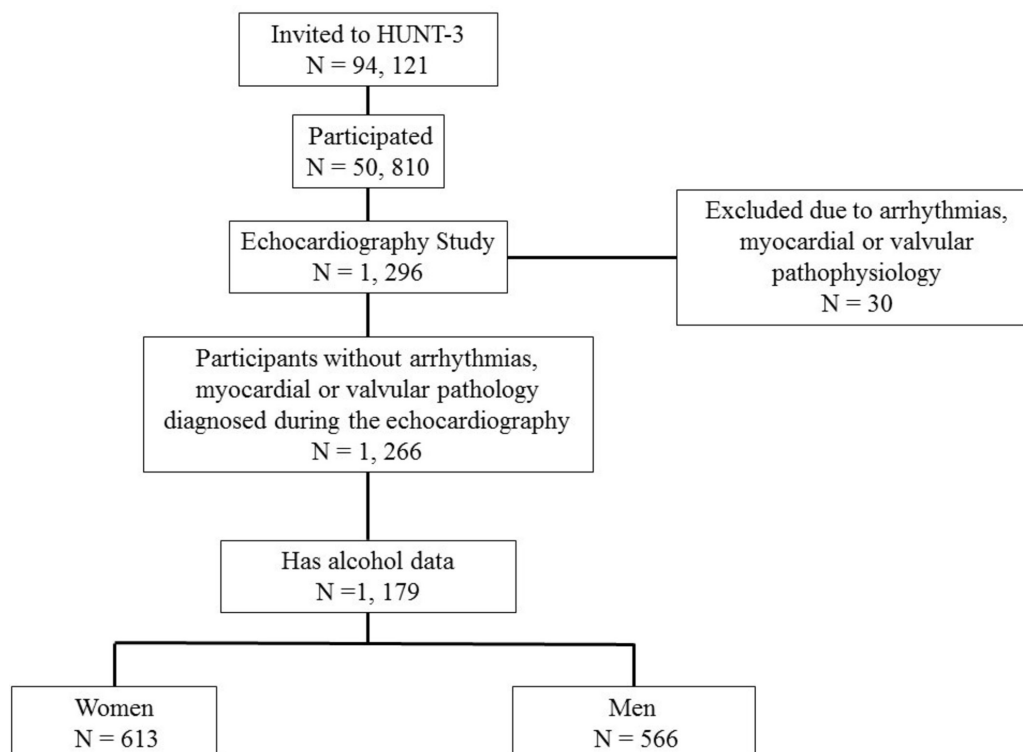 Invited to HUNT-3
N = 94, 121
Participated
N = 50, 810
Echocardiography Study
N = 1, 296
Excluded due to arrhythmias,
myocardial or valvular
pathophysiology
N = 30
Participants without arrhythmias,
myocardial or valvular pathology
diagnosed during the echocardiography
N = 1, 266
Has alcohol data
N =1, 179
Women
N = 613
Men
N = 566